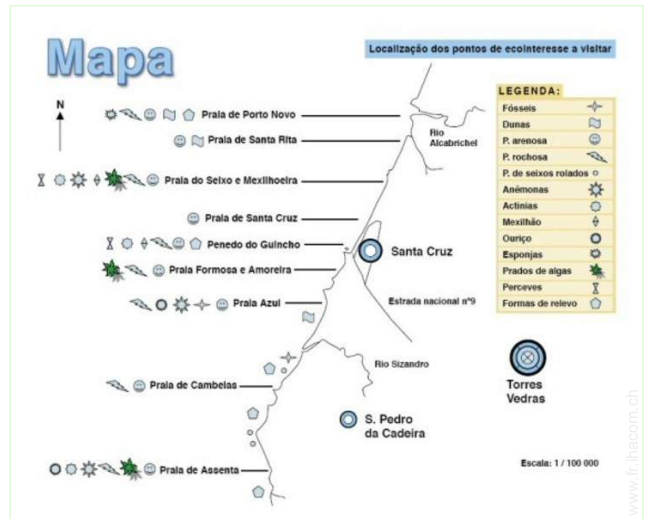 Mapa
Localização dos pontos de ecointeresse a visitar
N
Praia de Porto Novo
Rio
Alcabrichel
Praia de Santa Rita
Praia do Seixo e Mexilhoeira
Praia de Santa Cruz
Penedo do Guincho
Santa Cruz
Praia Formosa e Amoreira
Estrada nacional nº9
Praia Azul
Rio Sizandro
Praia de Cambelas
S. Pedro
da Cadeira
Praia de Assenta
LEGENDA:
Fósseis
Dunas
P. arenosa
P. rochosa
P. de seixos rolados
Anémonas
Actinias
Mexilhão
Ouriço
Esponjas
Prados de algas
Perceves
Formas de relevo
Torres
Vedras
Escala: 1 / 100 000
www.fr.ihacom.ch